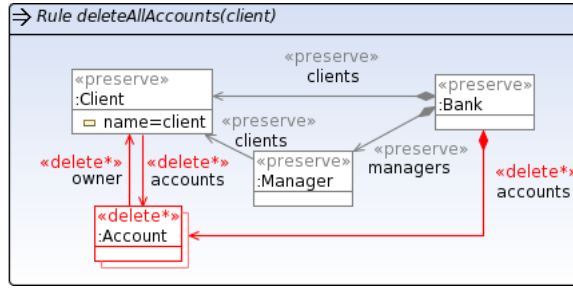 Rule deleteAllAccounts(client)
«preserve»
clients
«preserve»
:Client
name=client
«preserve»
:Bank
«preserve»
clients
«preserve»
managers
«preserve»
:Manager
«delete*»
owner
«delete*»
accounts
«delete*»
accounts
«delete*»
:Account